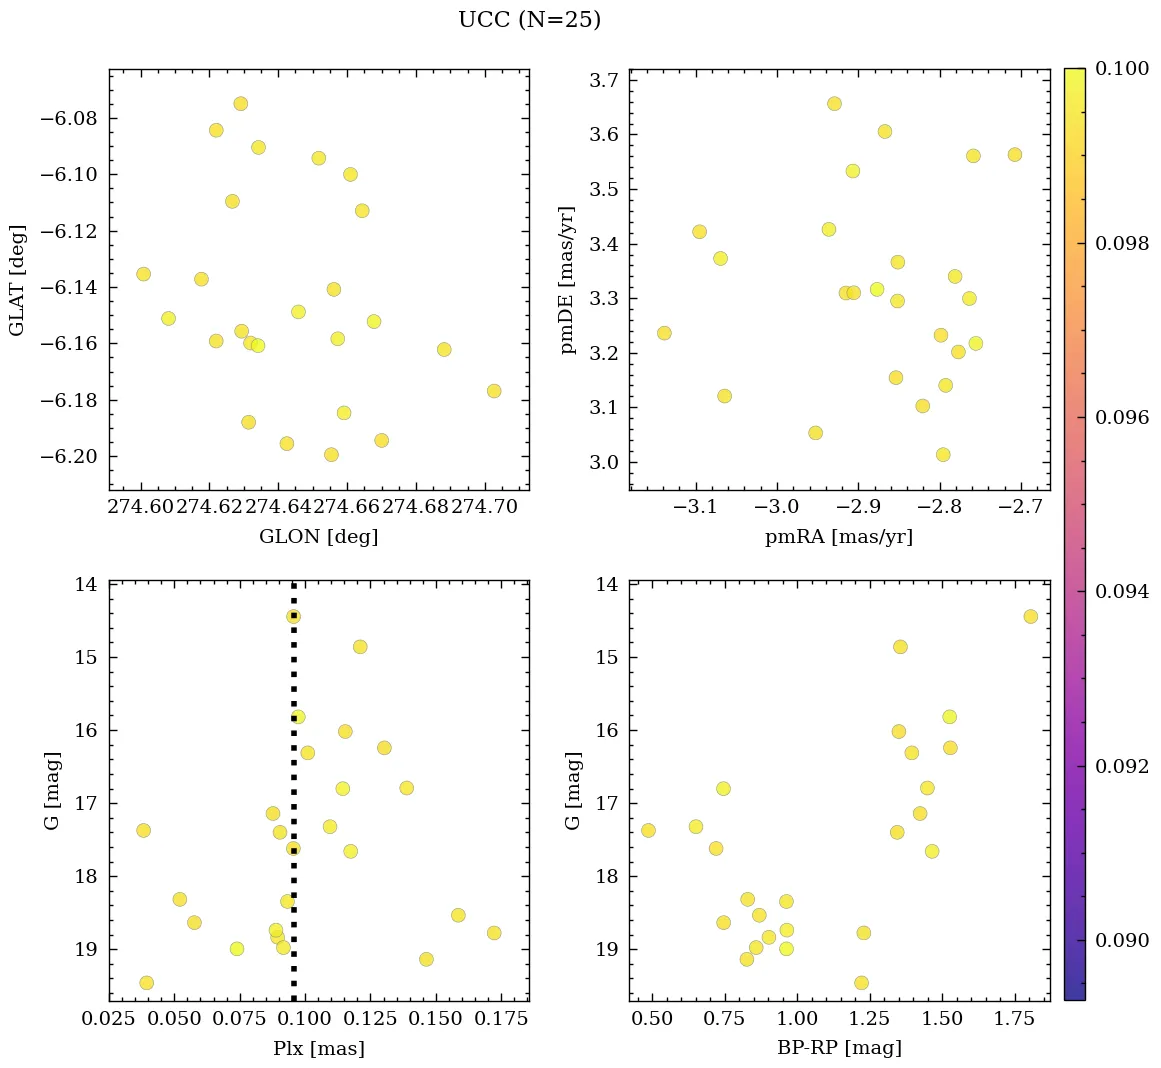 UCC (N=25)
−6.08
−6.10
−6.12
−6.14
−6.16
−6.18
−6.20
GLAT [deg]
274.60 274.62 274.64 274.66 274.68 274.70
GLON [deg]
3.7
3.6
3.5
3.4
3.3
3.2
3.1
3.0
pmDE [mas/yr]
−3.1 −3.0 −2.9 −2.8 −2.7
pmRA [mas/yr]
14
15
16
17
18
19
G [mag]
0.025 0.050 0.075 0.100 0.125 0.150 0.175
Plx [mas]
14
15
16
17
18
19
G [mag]
0.50 0.75 1.00 1.25 1.50 1.75
BP-RP [mag]
0.100
0.098
0.096
0.094
0.092
0.090